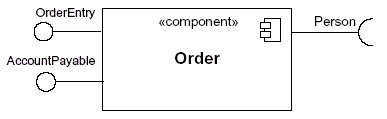 OrderEntry
«component»
Person
Order
AccountPayable